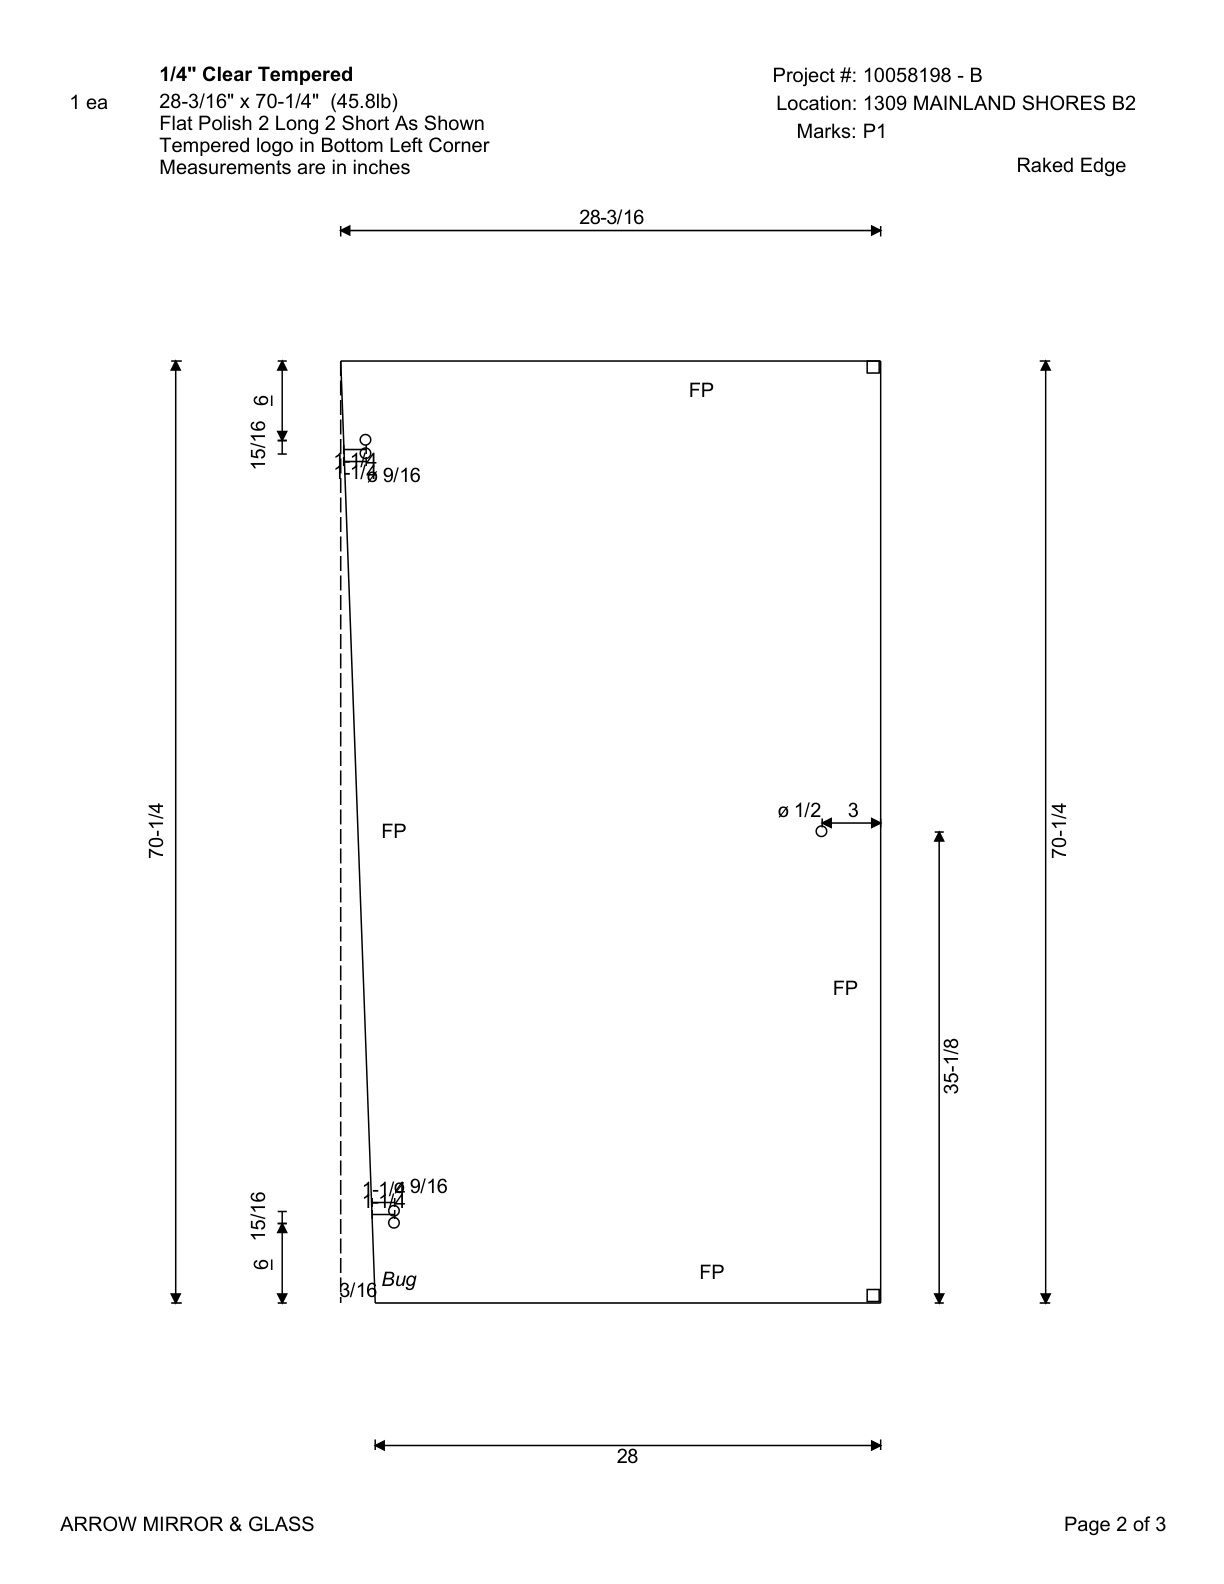 1/4" Clear Tempered
Project #: 10058198 - B
1 ea
28-3/16" x 70-1/4" (45.8lb)
Location: 1309 MAINLAND SHORES B2
Flat Polish 2 Long 2 Short As Shown
Marks: P1
Tempered logo in Bottom Left Corner
Measurements are in inches
Raked Edge
28-3/16
FP
6
15/16
1-1/4
1-1/4
ø 9/16
70-1/4
FP
ø 1/2
3
70-1/4
FP
35-1/8
1-1/4
ø 9/16
1-1/4
15/16
6
3/16
Bug
FP
28
ARROW MIRROR & GLASS
Page 2 of 3